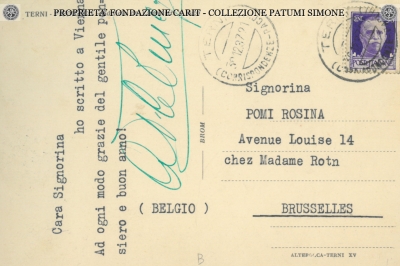 PROPRIETÀ FONDAZIONE CARIT - COLLEZIONE PATUMI SIMONE
TERNI -
Cara Signorina
ho scritto a Vienna
Ad ogni modo grazie del gentile pen-
siero e buon anno!
BROM
Signorina
POMI ROSINA
Avenue Louise 14
chez Madame Rotn
( BELGIO )
BRUSSELLES
ALTEROCCA-TERNI XV
B
(CORRISPONDENZE)